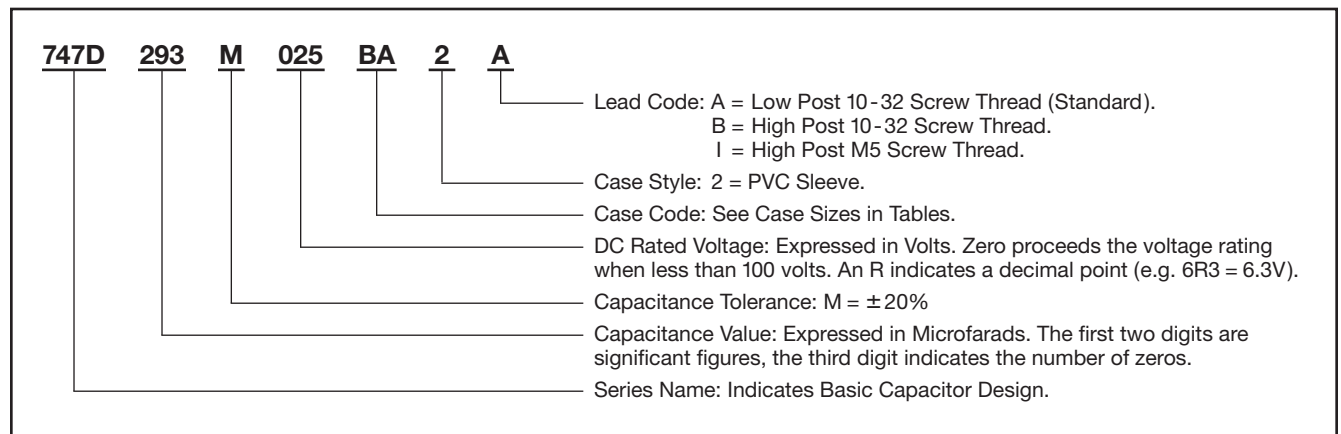 747D 293 M 025 BA 2 A
Lead Code: A = Low Post 10-32 Screw Thread (Standard).
B = High Post 10-32 Screw Thread.
I = High Post M5 Screw Thread.
Case Style: 2 = PVC Sleeve.
Case Code: See Case Sizes in Tables.
DC Rated Voltage: Expressed in Volts. Zero proceeds the voltage rating
when less than 100 volts. An R indicates a decimal point (e.g. 6R3 = 6.3V).
Capacitance Tolerance: M = ±20%
Capacitance Value: Expressed in Microfarads. The first two digits are
significant figures, the third digit indicates the number of zeros.
Series Name: Indicates Basic Capacitor Design.